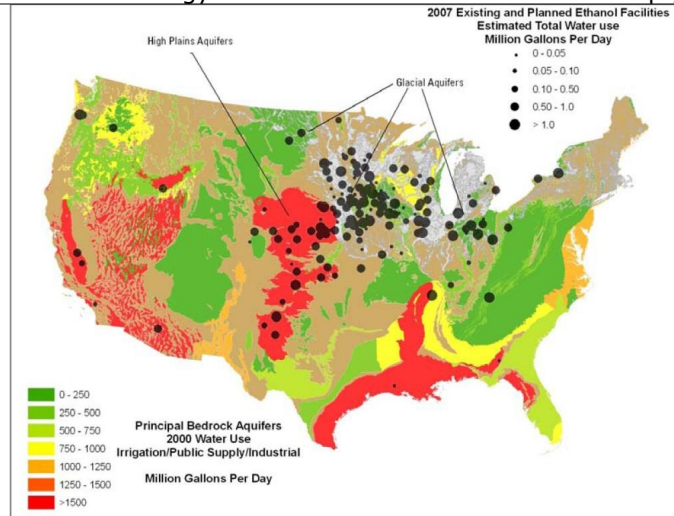 2007 Existing and Planned Ethanol Facilities
Estimated Total Water use
Million Gallons Per Day
0 - 0.05
0.05 - 0.10
0.10 - 0.50
0.50 - 1.0
> 1.0
High Plains Aquifers
Glacial Aquifers
0 - 250
250 - 500
500 - 750
750 - 1000
1000 - 1250
1250 - 1500
>1500
Principal Bedrock Aquifers
2000 Water Use
Irrigation/Public Supply/Industrial
Million Gallons Per Day